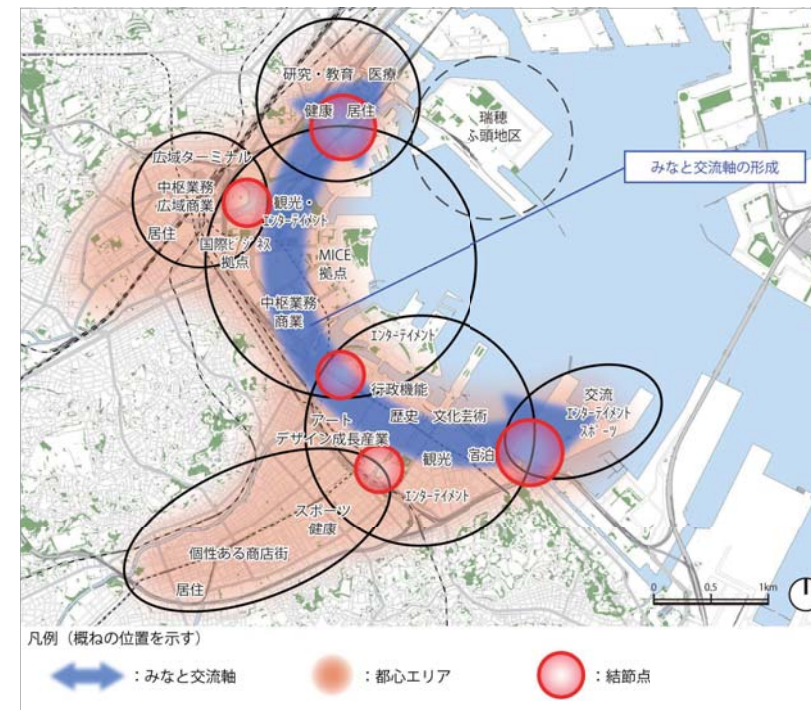 研究・教育 医療
健康 居住
瑞穂
ふ頭地区
広域ターミナル
みなと交流軸の形成
中枢業務
広域商業
観光・
エンターテイメント
居住
国際ビジネス
拠点
MICE
拠点
中枢業務
商業
エンターテイメント
行政機能
交流
エンターテイメント
スポーツ
アート
デザイン成長産業
歴史 文化芸術
観光
宿泊
エンターテイメント
スポーツ
健康
個性ある商店街
居住
0 0.5 1km
凡例（概ねの位置を示す）
：みなと交流軸
：都心エリア
：結節点